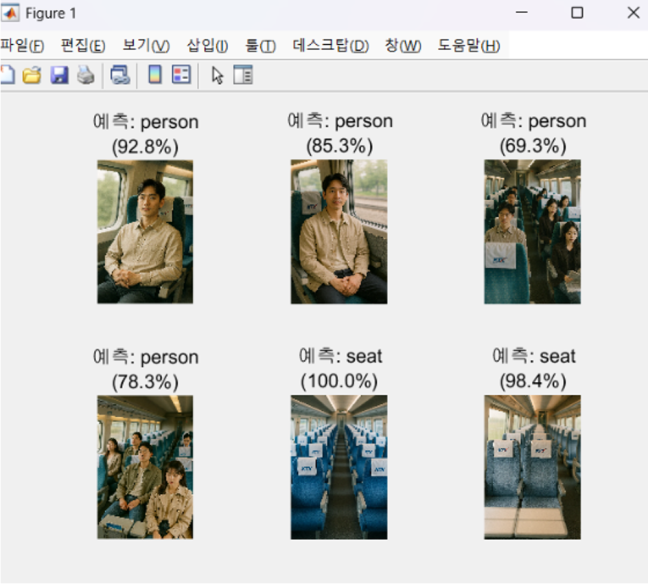 Figure 1
파일(F) 편집(E) 보기(V) 삽입(I) 툴(T) 데스크탑(D) 창(W) 도움말(H)
예측: person
(92.8%)
예측: person
(85.3%)
예측: person
(69.3%)
예측: person
(78.3%)
예측: seat
(100.0%)
예측: seat
(98.4%)